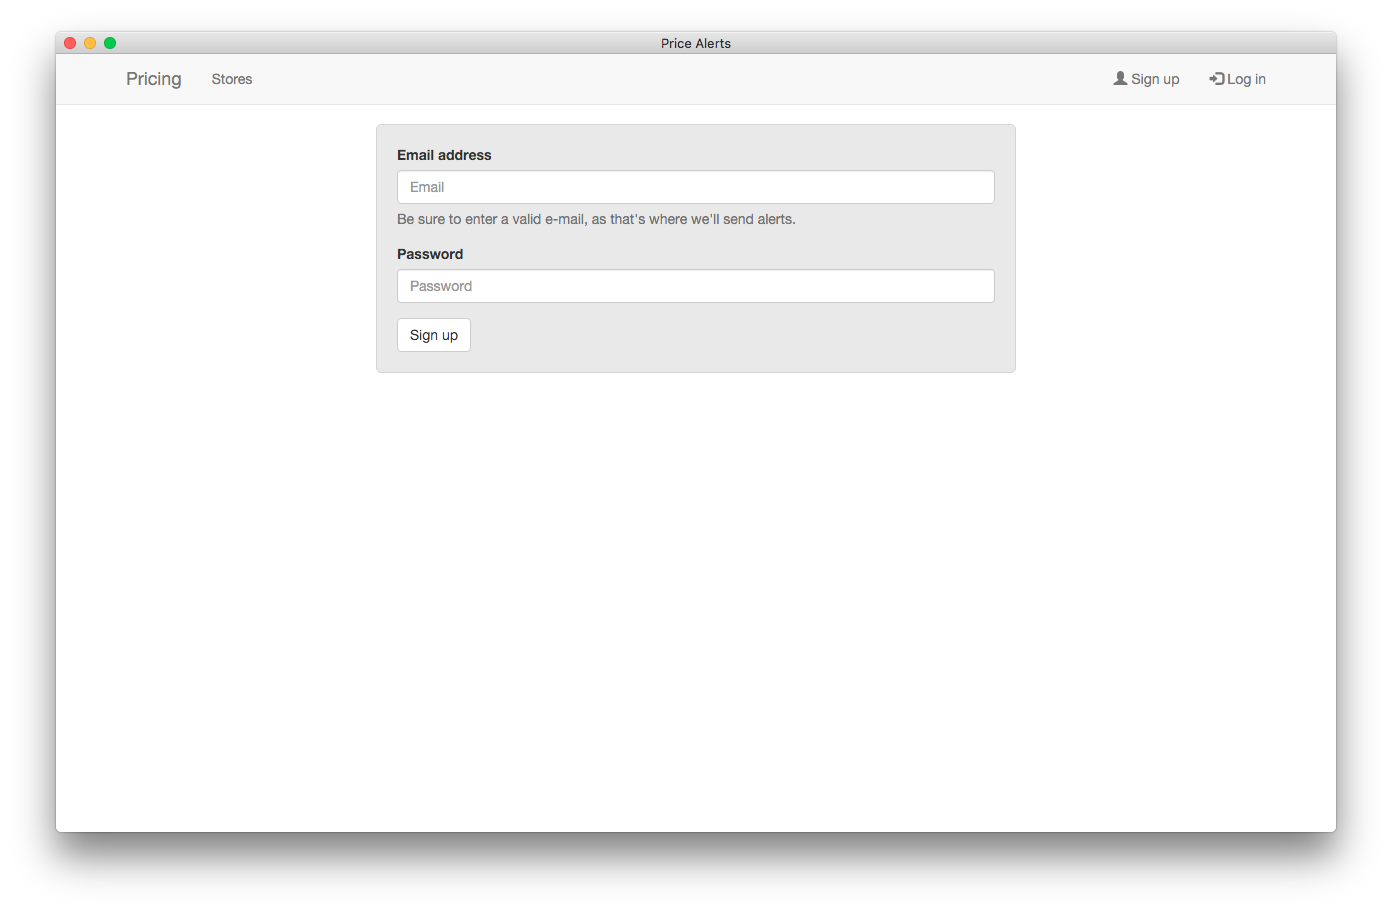 Price Alerts
Pricing Stores Sign up Log in
Email address
Email
Be sure to enter a valid e-mail, as that's where we'll send alerts.
Password
Password
Sign up